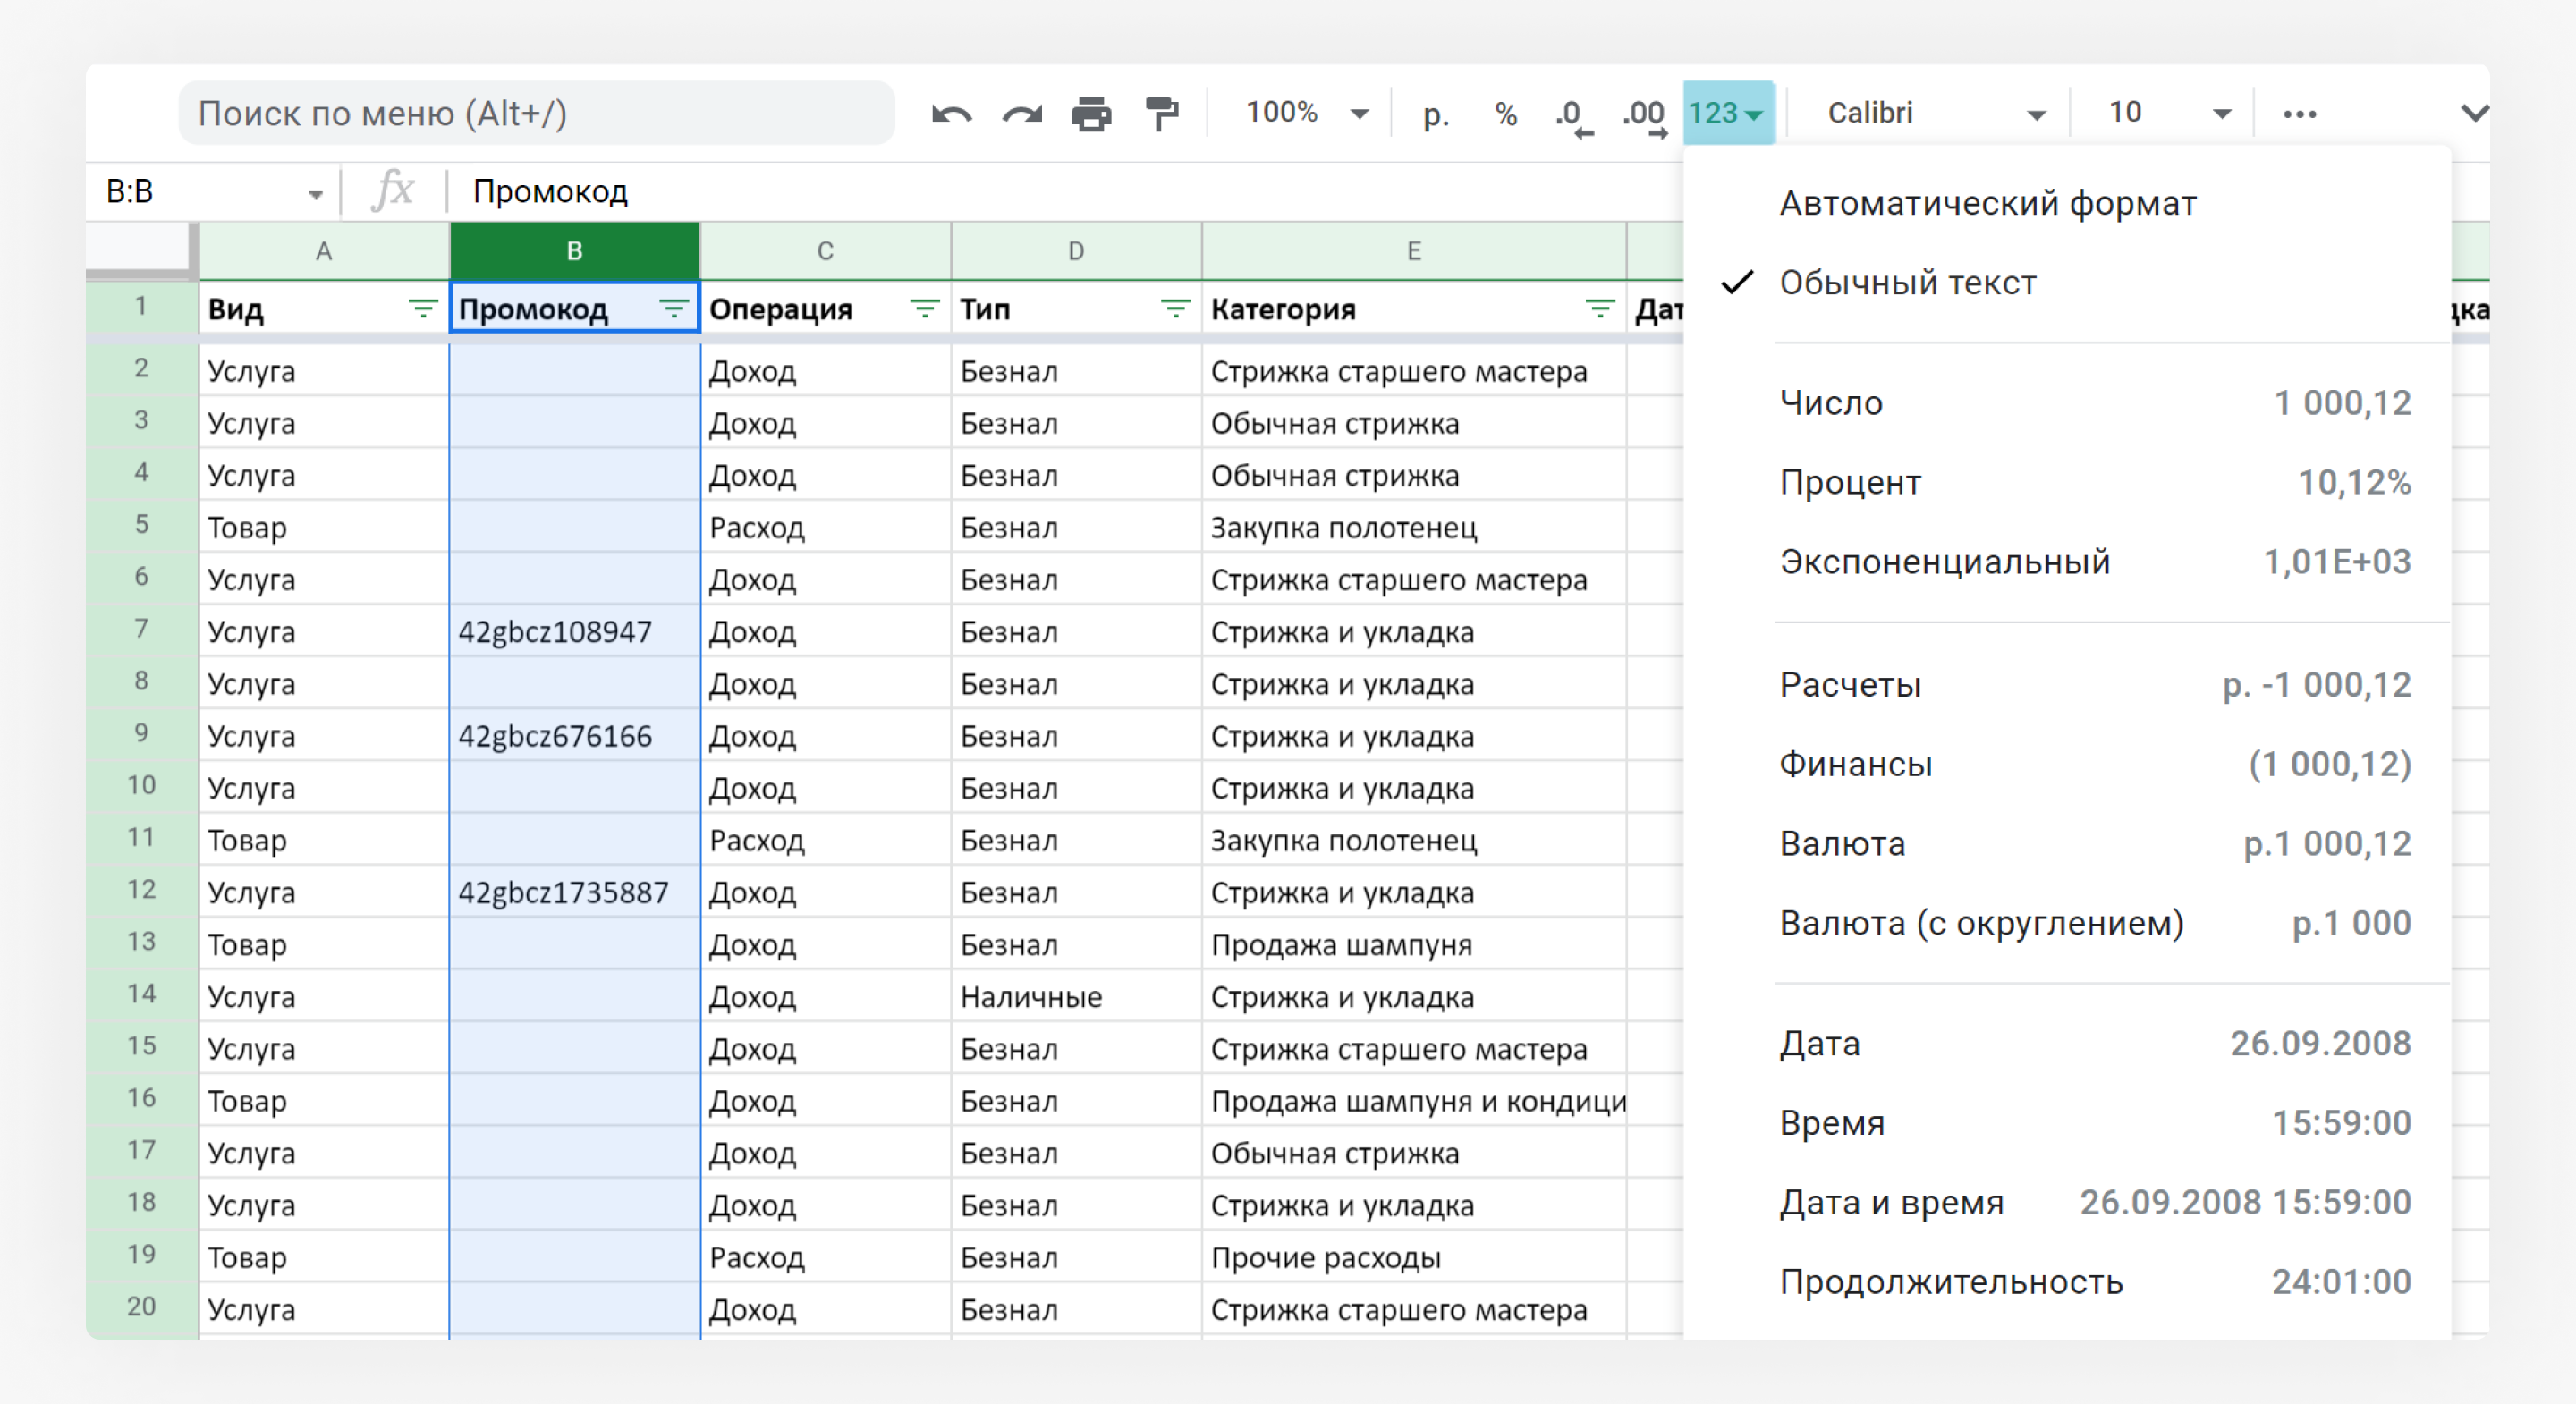 Поиск по меню (Alt+/) 100% р. % .0 .00 123 Calibri 10
B:B fx Промокод
A B C D E
1 Вид Промокод Операция Тип Категория Дат дка
2 Услуга Доход Безнал Стрижка старшего мастера
3 Услуга Доход Безнал Обычная стрижка
4 Услуга Доход Безнал Обычная стрижка
5 Товар Расход Безнал Закупка полотенец
6 Услуга Доход Безнал Стрижка старшего мастера
7 Услуга 42gbcz108947 Доход Безнал Стрижка и укладка
8 Услуга Доход Безнал Стрижка и укладка
9 Услуга 42gbcz676166 Доход Безнал Стрижка и укладка
10 Услуга Доход Безнал Стрижка и укладка
11 Товар Расход Безнал Закупка полотенец
12 Услуга 42gbcz1735887 Доход Безнал Стрижка и укладка
13 Товар Доход Безнал Продажа шампуня
14 Услуга Доход Наличные Стрижка и укладка
15 Услуга Доход Безнал Стрижка старшего мастера
16 Товар Доход Безнал Продажа шампуня и кондици
17 Услуга Доход Безнал Обычная стрижка
18 Услуга Доход Безнал Стрижка и укладка
19 Товар Расход Безнал Прочие расходы
20 Услуга Доход Безнал Стрижка старшего мастера
Автоматический формат
Обычный текст
Число 1 000,12
Процент 10,12%
Экспоненциальный 1,01E+03
Расчеты р. -1 000,12
Финансы (1 000,12)
Валюта р.1 000,12
Валюта (с округлением) р.1 000
Дата 26.09.2008
Время 15:59:00
Дата и время 26.09.2008 15:59:00
Продолжительность 24:01:00